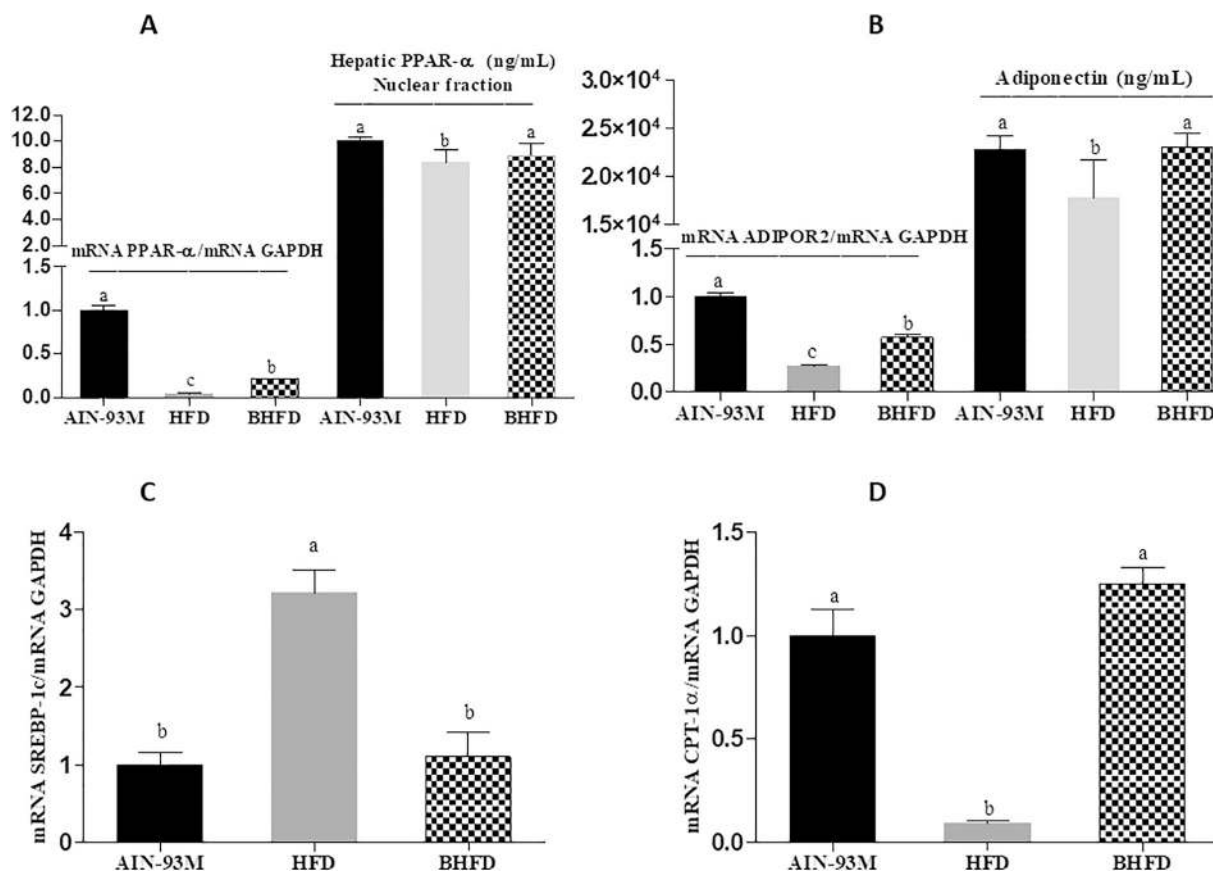 A
Hepatic PPAR-α (ng/mL)
Nuclear fraction
12.0
10.0
8.0
6.0
4.0
2.0
mRNA PPAR-α/mRNA GAPDH
1.5
1.0
0.5
0.0
a
c
b
a
b
a
AIN-93M HFD BHFD AIN-93M HFD BHFD
B
3.0×10⁴
Adiponectin (ng/mL)
2.5×10⁴
2.0×10⁴
1.5×10⁴
mRNA ADIPOR2/mRNA GAPDH
1.5
1.0
0.5
0.0
a
c
b
a
b
a
AIN-93M HFD BHFD AIN-93M HFD BHFD
C
mRNA SREBP-1c/mRNA GAPDH
4
3
2
1
0
b
a
b
AIN-93M HFD BHFD
D
mRNA CPT-1α/mRNA GAPDH
1.5
1.0
0.5
0.0
a
b
a
AIN-93M HFD BHFD